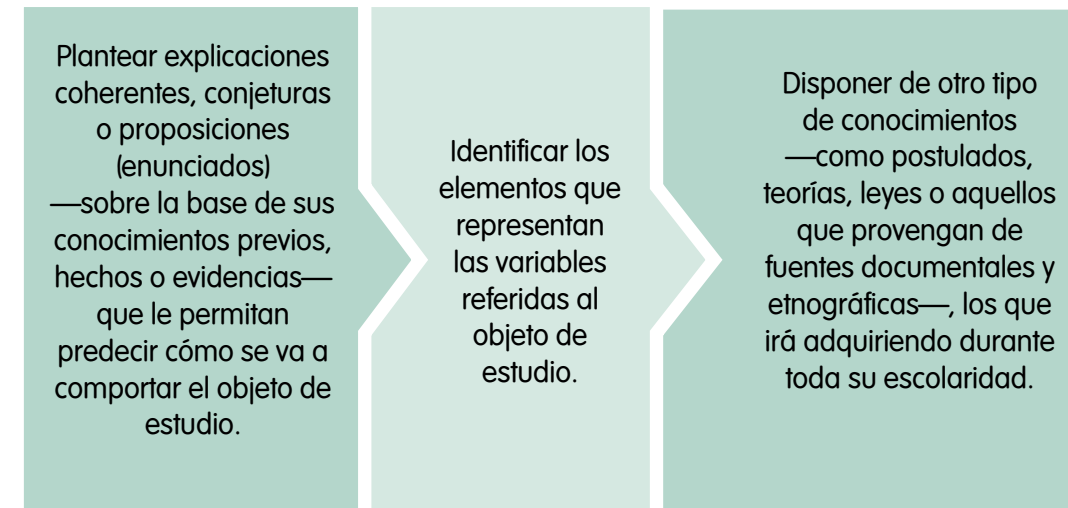 Plantear explicaciones
coherentes, conjeturas
o proposiciones
(enunciados)
—sobre la base de sus
conocimientos previos,
hechos o evidencias—
que le permitan
predecir cómo se va a
comportar el objeto de
estudio.
Identificar los
elementos que
representan
las variables
referidas al
objeto de
estudio.
Disponer de otro tipo
de conocimientos
—como postulados,
teorías, leyes o aquellos
que provengan de
fuentes documentales y
etnográficas—, los que
irá adquiriendo durante
toda su escolaridad.